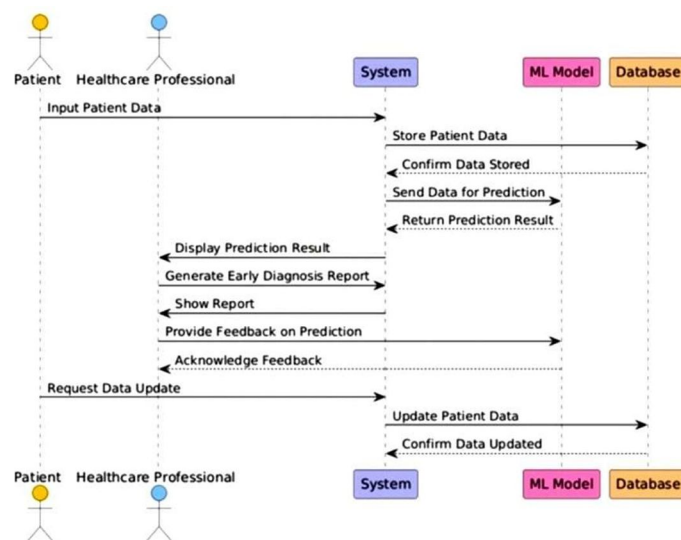 Patient
Healthcare Professional
System
ML Model
Database
Input Patient Data
Store Patient Data
Confirm Data Stored
Send Data for Prediction
Return Prediction Result
Display Prediction Result
Generate Early Diagnosis Report
Show Report
Provide Feedback on Prediction
Acknowledge Feedback
Request Data Update
Update Patient Data
Confirm Data Updated
Patient
Healthcare Professional
System
ML Model
Database